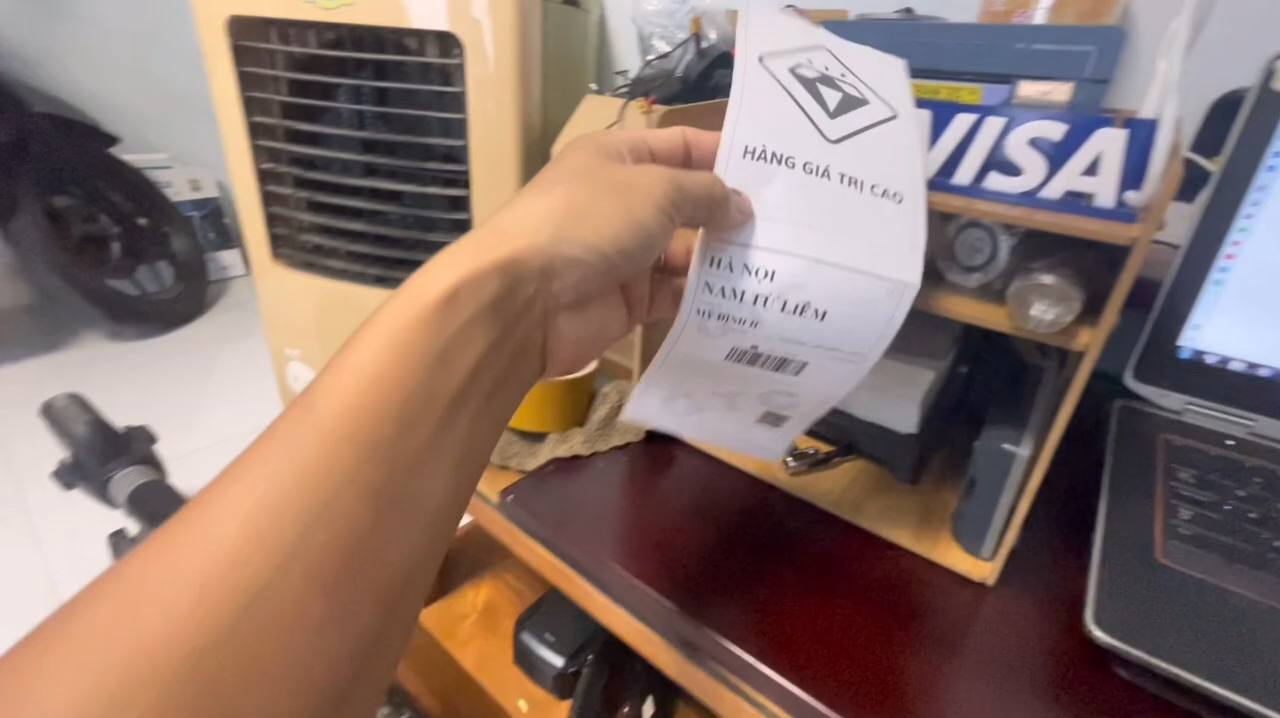 HÀNG GIÁ TRỊ CAO
HÀ NỘI
NAM TỪ LIÊM
MỸ ĐÌNH II
VISA